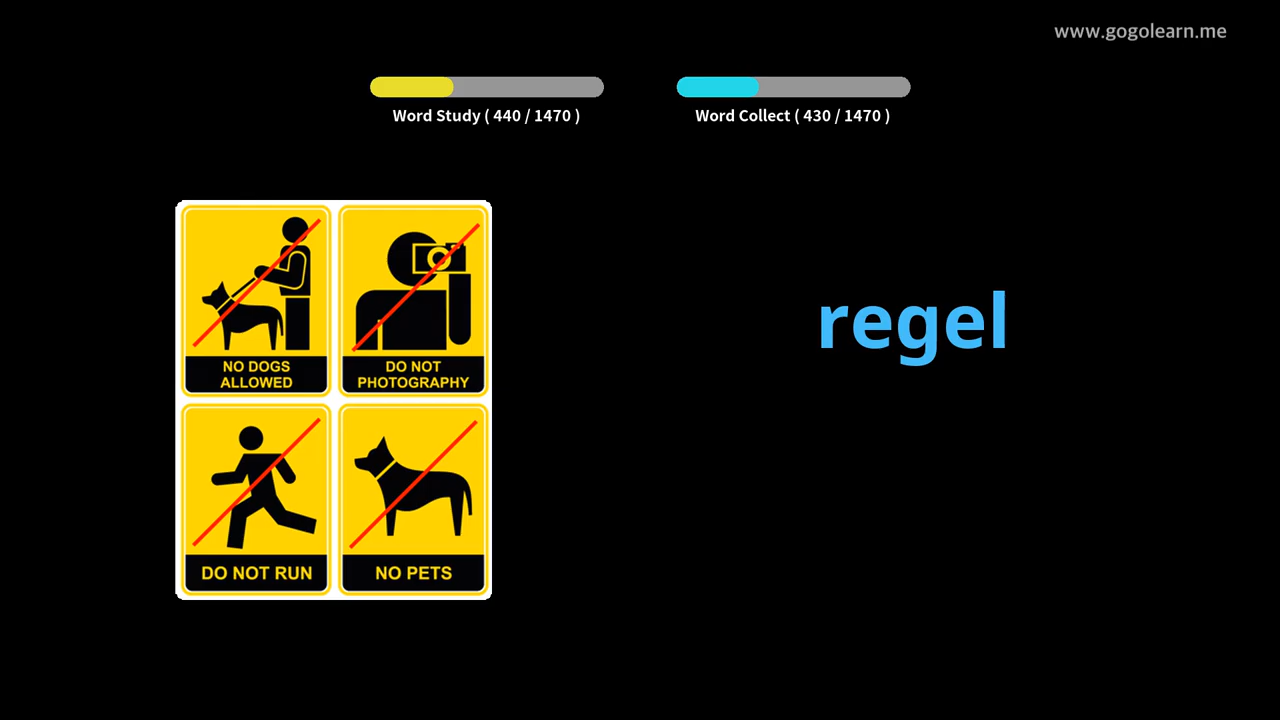 www.gogolearn.me
Word Study ( 440 / 1470 )
Word Collect ( 430 / 1470 )
NO DOGS
ALLOWED
DO NOT
PHOTOGRAPHY
regel
DO NOT RUN
NO PETS